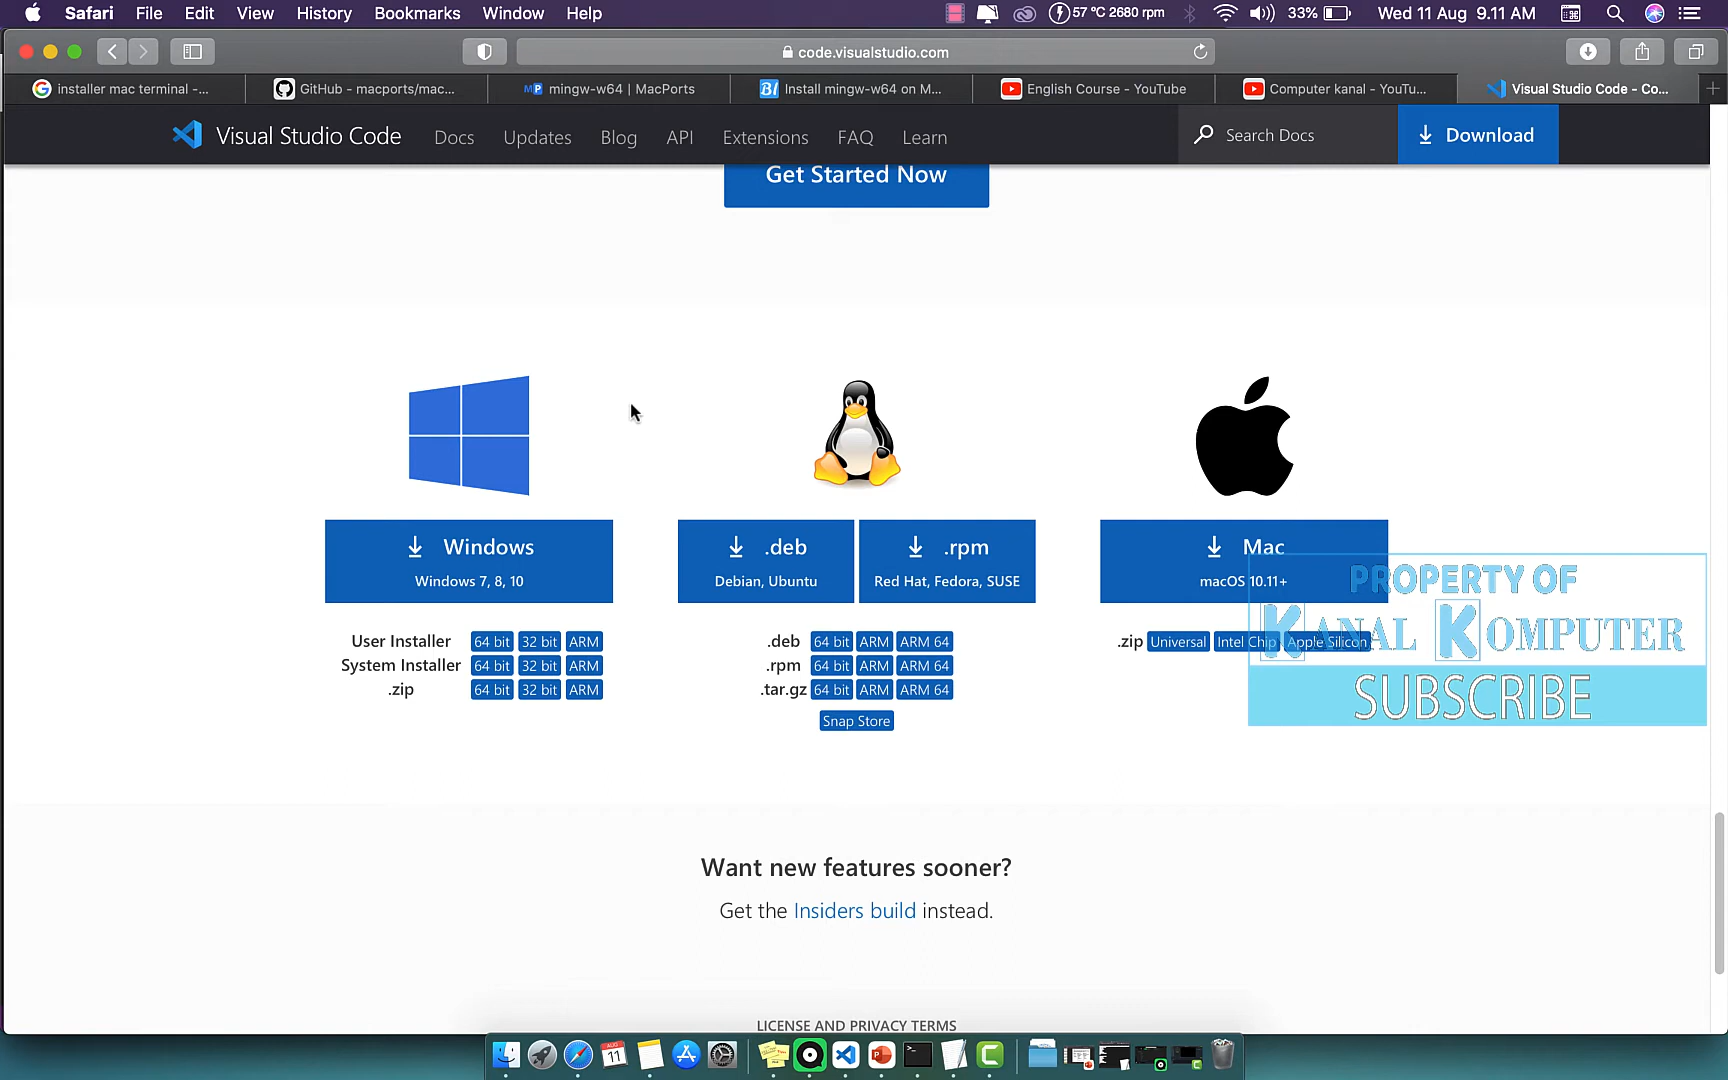 Safari File Edit View History Bookmarks Window Help 57 °C 2680 rpm 33% Wed 11 Aug 9.11 AM
code.visualstudio.com
installer mac terminal -... GitHub - macports/mac... mingw-w64 | MacPorts Install mingw-w64 on M... English Course - YouTube Computer kanal - YouTu... Visual Studio Code - Co...
Visual Studio Code Docs Updates Blog API Extensions FAQ Learn Search Docs Download
Get Started Now
Windows
Windows 7, 8, 10
.deb
Debian, Ubuntu
.rpm
Red Hat, Fedora, SUSE
Mac
macOS 10.11+
User Installer 64 bit 32 bit ARM
System Installer 64 bit 32 bit ARM
.zip 64 bit 32 bit ARM
.deb 64 bit ARM ARM 64
.rpm 64 bit ARM ARM 64
.tar.gz 64 bit ARM ARM 64
Snap Store
.zip Universal Intel Chip Apple Silicon
PROPERTY OF
KANAL KOMPUTER
SUBSCRIBE
Want new features sooner?
Get the Insiders build instead.
LICENSE AND PRIVACY TERMS
AUG
11